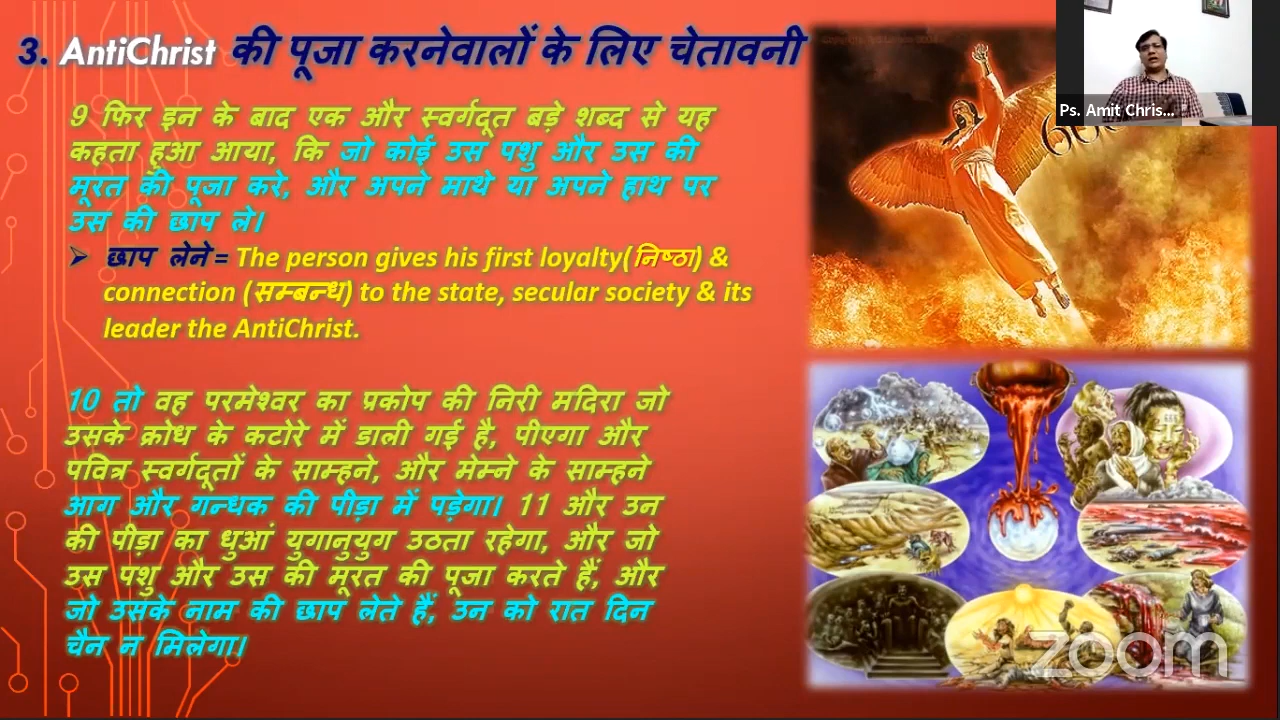 3. AntiChrist की पूजा करनेवालों के लिए चेतावनी
9 फिर इन के बाद एक और स्वर्गदूत बड़े शब्द से यह
कहता हुआ आया, कि जो कोई उस पशु और उस की
मूरत की पूजा करे, और अपने माथे या अपने हाथ पर
उस की छाप ले।
➢ छाप लेने = The person gives his first loyalty(निष्ठा) &
connection (सम्बन्ध) to the state, secular society & its
leader the AntiChrist.
10 तो वह परमेश्वर का प्रकोप की निरी मदिरा जो
उसके क्रोध के कटोरे में डाली गई है, पीएगा और
पवित्र स्वर्गदूतों के साम्हने, और मेम्ने के साम्हने
आग और गन्धक की पीड़ा में पड़ेगा। 11 और उन
की पीड़ा का धुआं युगानुयुग उठता रहेगा, और जो
उस पशु और उस की मूरत की पूजा करते हैं, और
जो उसके नाम की छाप लेते हैं, उन को रात दिन
चैन न मिलेगा।
Ps. Amit Chris...
zoom